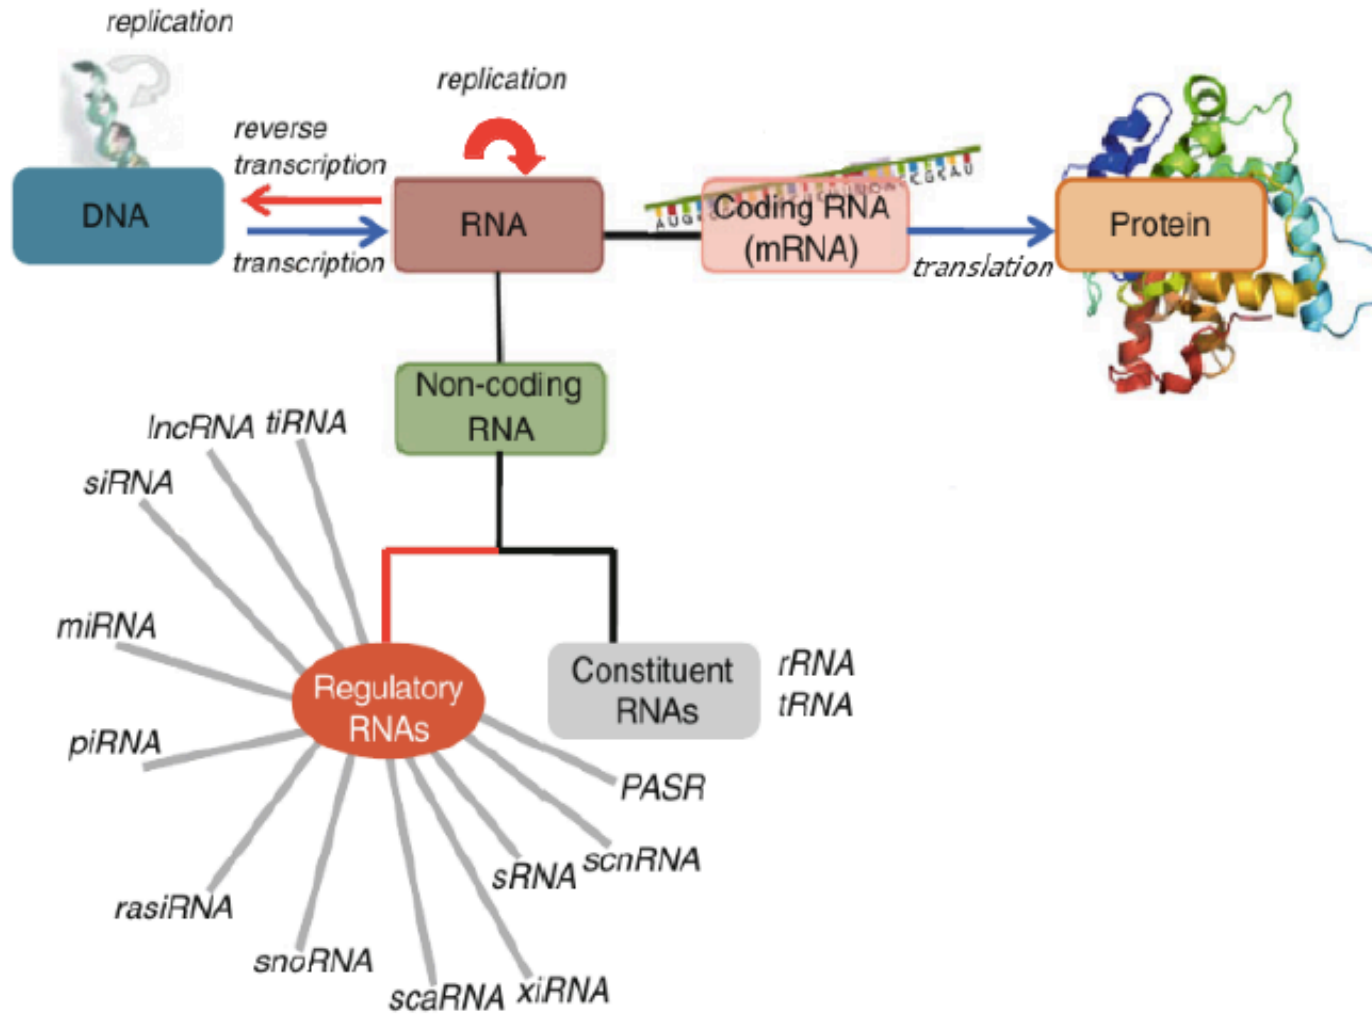 replication
replication
reverse
transcription
DNA
transcription
RNA
Coding RNA
(mRNA)
translation
Protein
Non-coding
RNA
lncRNA
tiRNA
siRNA
miRNA
piRNA
rasiRNA
snoRNA
scaRNA
xiRNA
sRNA
scnRNA
PASR
Regulatory
RNAs
Constituent
RNAs
rRNA
tRNA